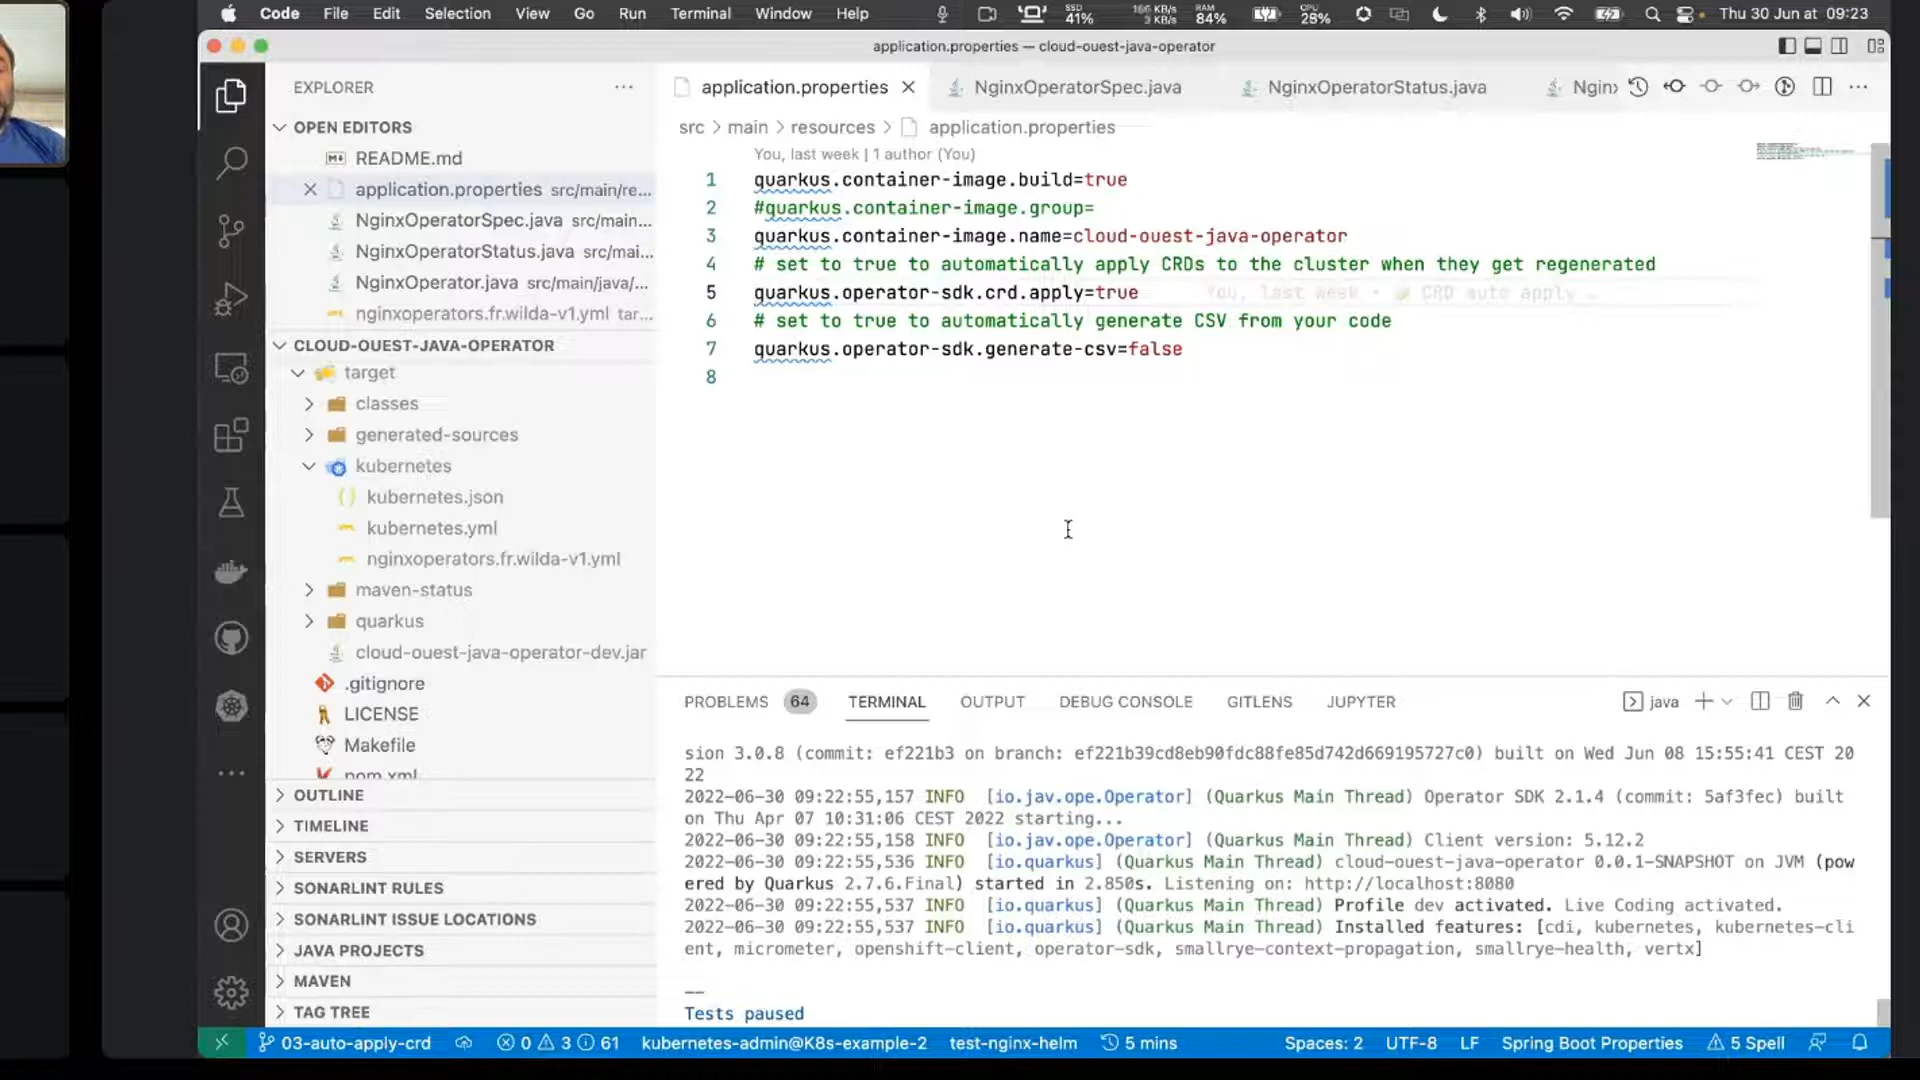 Code File Edit Selection View Go Run Terminal Window Help SSD 41% 166 KB/s 3 KB/s RAM 84% CPU 28% Thu 30 Jun at 09:23
application.properties — cloud-ouest-java-operator
EXPLORER
application.properties NginxOperatorSpec.java NginxOperatorStatus.java Nginx
OPEN EDITORS
src > main > resources > application.properties
README.md
application.properties src/main/re...
NginxOperatorSpec.java src/main...
NginxOperatorStatus.java src/mai...
NginxOperator.java src/main/java/...
nginxoperators.fr.wilda-v1.yml tar...
CLOUD-OUEST-JAVA-OPERATOR
target
classes
generated-sources
kubernetes
kubernetes.json
kubernetes.yml
nginxoperators.fr.wilda-v1.yml
maven-status
quarkus
cloud-ouest-java-operator-dev.jar
.gitignore
LICENSE
Makefile
pom.xml
OUTLINE
TIMELINE
SERVERS
SONARLINT RULES
SONARLINT ISSUE LOCATIONS
JAVA PROJECTS
MAVEN
TAG TREE
You, last week | 1 author (You)
1 quarkus.container-image.build=true
2 #quarkus.container-image.group=
3 quarkus.container-image.name=cloud-ouest-java-operator
4 # set to true to automatically apply CRDs to the cluster when they get regenerated
5 quarkus.operator-sdk.crd.apply=true You, last week • CRD auto apply …
6 # set to true to automatically generate CSV from your code
7 quarkus.operator-sdk.generate-csv=false
8
PROBLEMS 64 TERMINAL OUTPUT DEBUG CONSOLE GITLENS JUPYTER java
sion 3.0.8 (commit: ef221b3 on branch: ef221b39cd8eb90fdc88fe85d742d669195727c0) built on Wed Jun 08 15:55:41 CEST 20
22
2022-06-30 09:22:55,157 INFO [io.jav.ope.Operator] (Quarkus Main Thread) Operator SDK 2.1.4 (commit: 5af3fec) built
on Thu Apr 07 10:31:06 CEST 2022 starting...
2022-06-30 09:22:55,158 INFO [io.jav.ope.Operator] (Quarkus Main Thread) Client version: 5.12.2
2022-06-30 09:22:55,536 INFO [io.quarkus] (Quarkus Main Thread) cloud-ouest-java-operator 0.0.1-SNAPSHOT on JVM (pow
ered by Quarkus 2.7.6.Final) started in 2.850s. Listening on: http://localhost:8080
2022-06-30 09:22:55,537 INFO [io.quarkus] (Quarkus Main Thread) Profile dev activated. Live Coding activated.
2022-06-30 09:22:55,537 INFO [io.quarkus] (Quarkus Main Thread) Installed features: [cdi, kubernetes, kubernetes-cli
ent, micrometer, openshift-client, operator-sdk, smallrye-context-propagation, smallrye-health, vertx]
--
Tests paused
03-auto-apply-crd 0 3 61 kubernetes-admin@K8s-example-2 test-nginx-helm 5 mins Spaces: 2 UTF-8 LF Spring Boot Properties 5 Spell